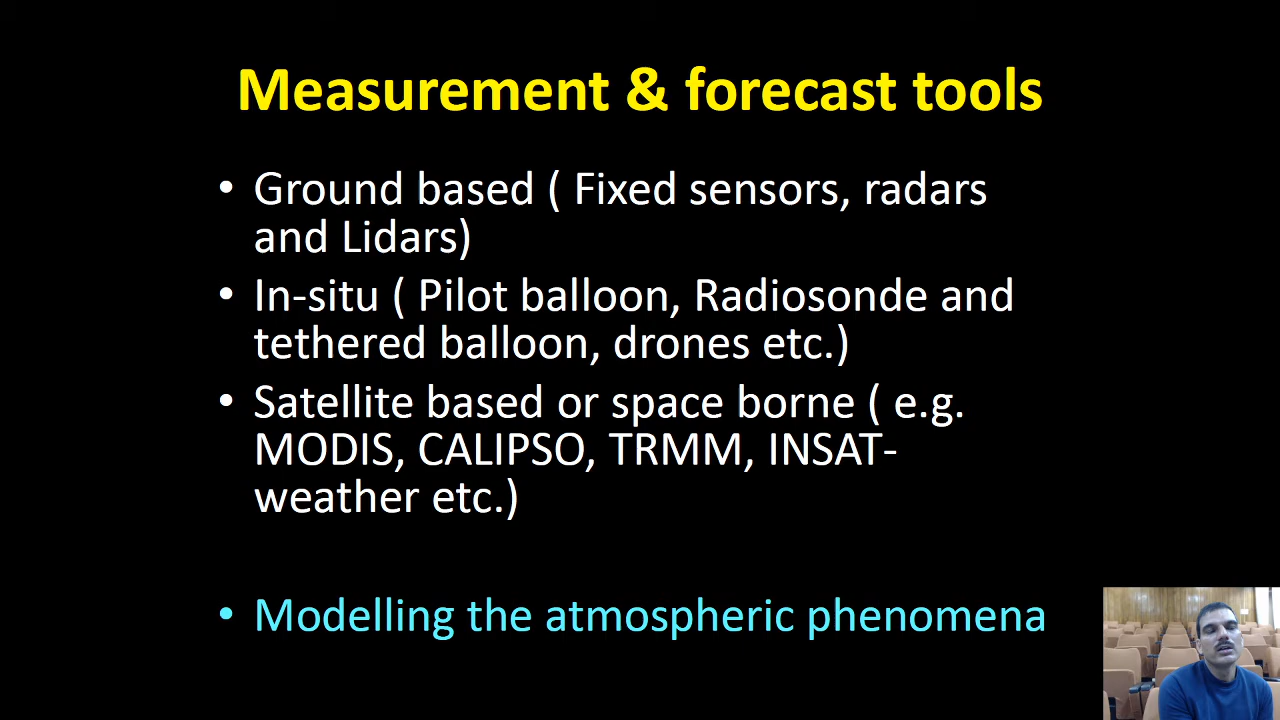 Measurement & forecast tools
• Ground based ( Fixed sensors, radars
and Lidars)
• In-situ ( Pilot balloon, Radiosonde and
tethered balloon, drones etc.)
• Satellite based or space borne ( e.g.
MODIS, CALIPSO, TRMM, INSAT-
weather etc.)
• Modelling the atmospheric phenomena